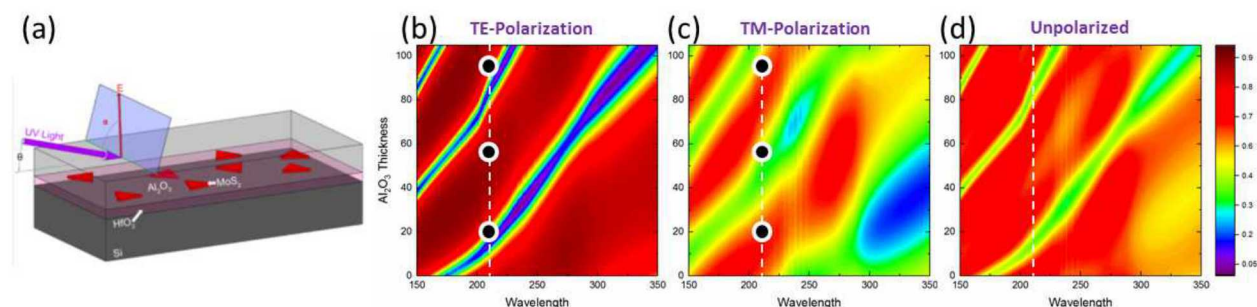 (a)
E
α
UV Light
θ
Al₂O₃
MoS₂
HfO₂
Si
(b)
TE-Polarization
Al₂O₃ Thickness
100
80
60
40
20
0
150 200 250 300 350
Wavelength
(c)
TM-Polarization
100
80
60
40
20
0
150 200 250 300 350
Wavelength
(d)
Unpolarized
100
80
60
40
20
0
150 200 250 300 350
Wavelength
0.9
0.8
0.7
0.6
0.5
0.4
0.3
0.2
0.05